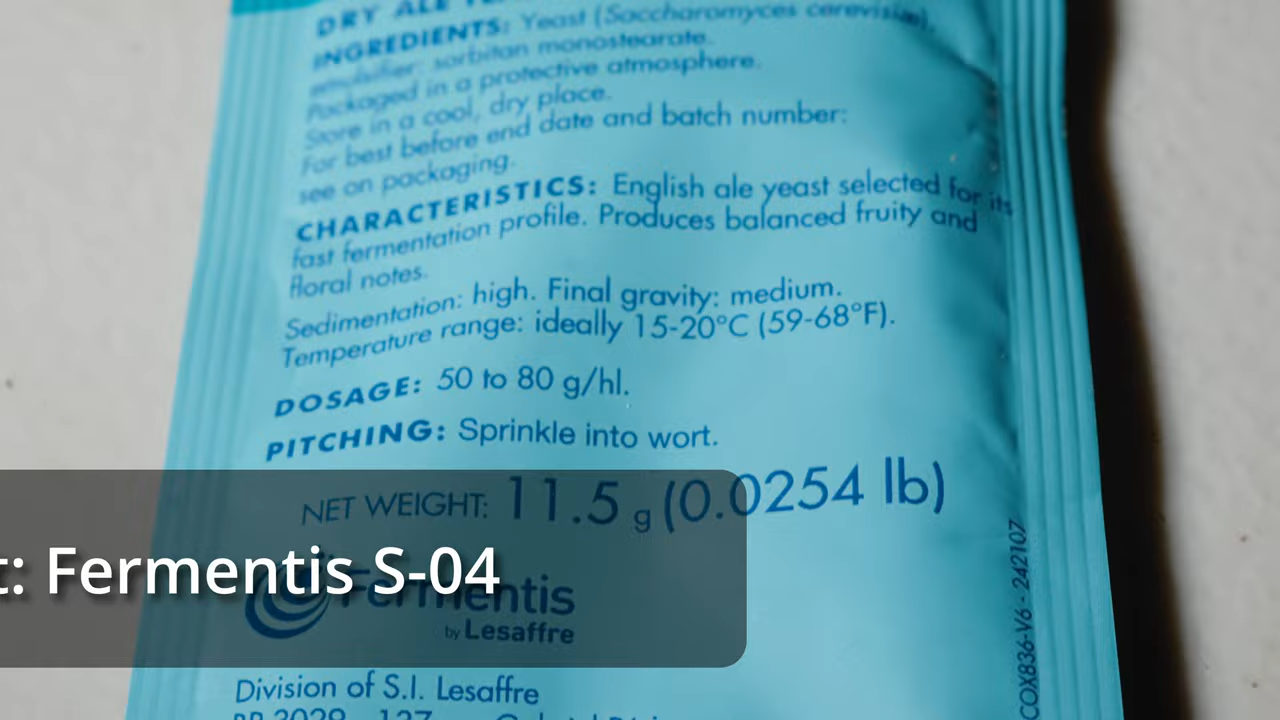 DRY ALE
INGREDIENTS: Yeast (Saccharomyces cerevisiae),
emulsifier: sorbitan monostearate.
Packaged in a protective atmosphere.
Store in a cool, dry place.
For best before end date and batch number:
see on packaging.
CHARACTERISTICS: English ale yeast selected for its
fast fermentation profile. Produces balanced fruity and
floral notes.
Sedimentation: high. Final gravity: medium.
Temperature range: ideally 15-20°C (59-68°F).
DOSAGE: 50 to 80 g/hl.
PITCHING: Sprinkle into wort.
NET WEIGHT: 11.5 g (0.0254 lb)
t: Fermentis S-04
Fermentis
by Lesaffre
Division of S.I. Lesaffre
COX836-V6 - 242107